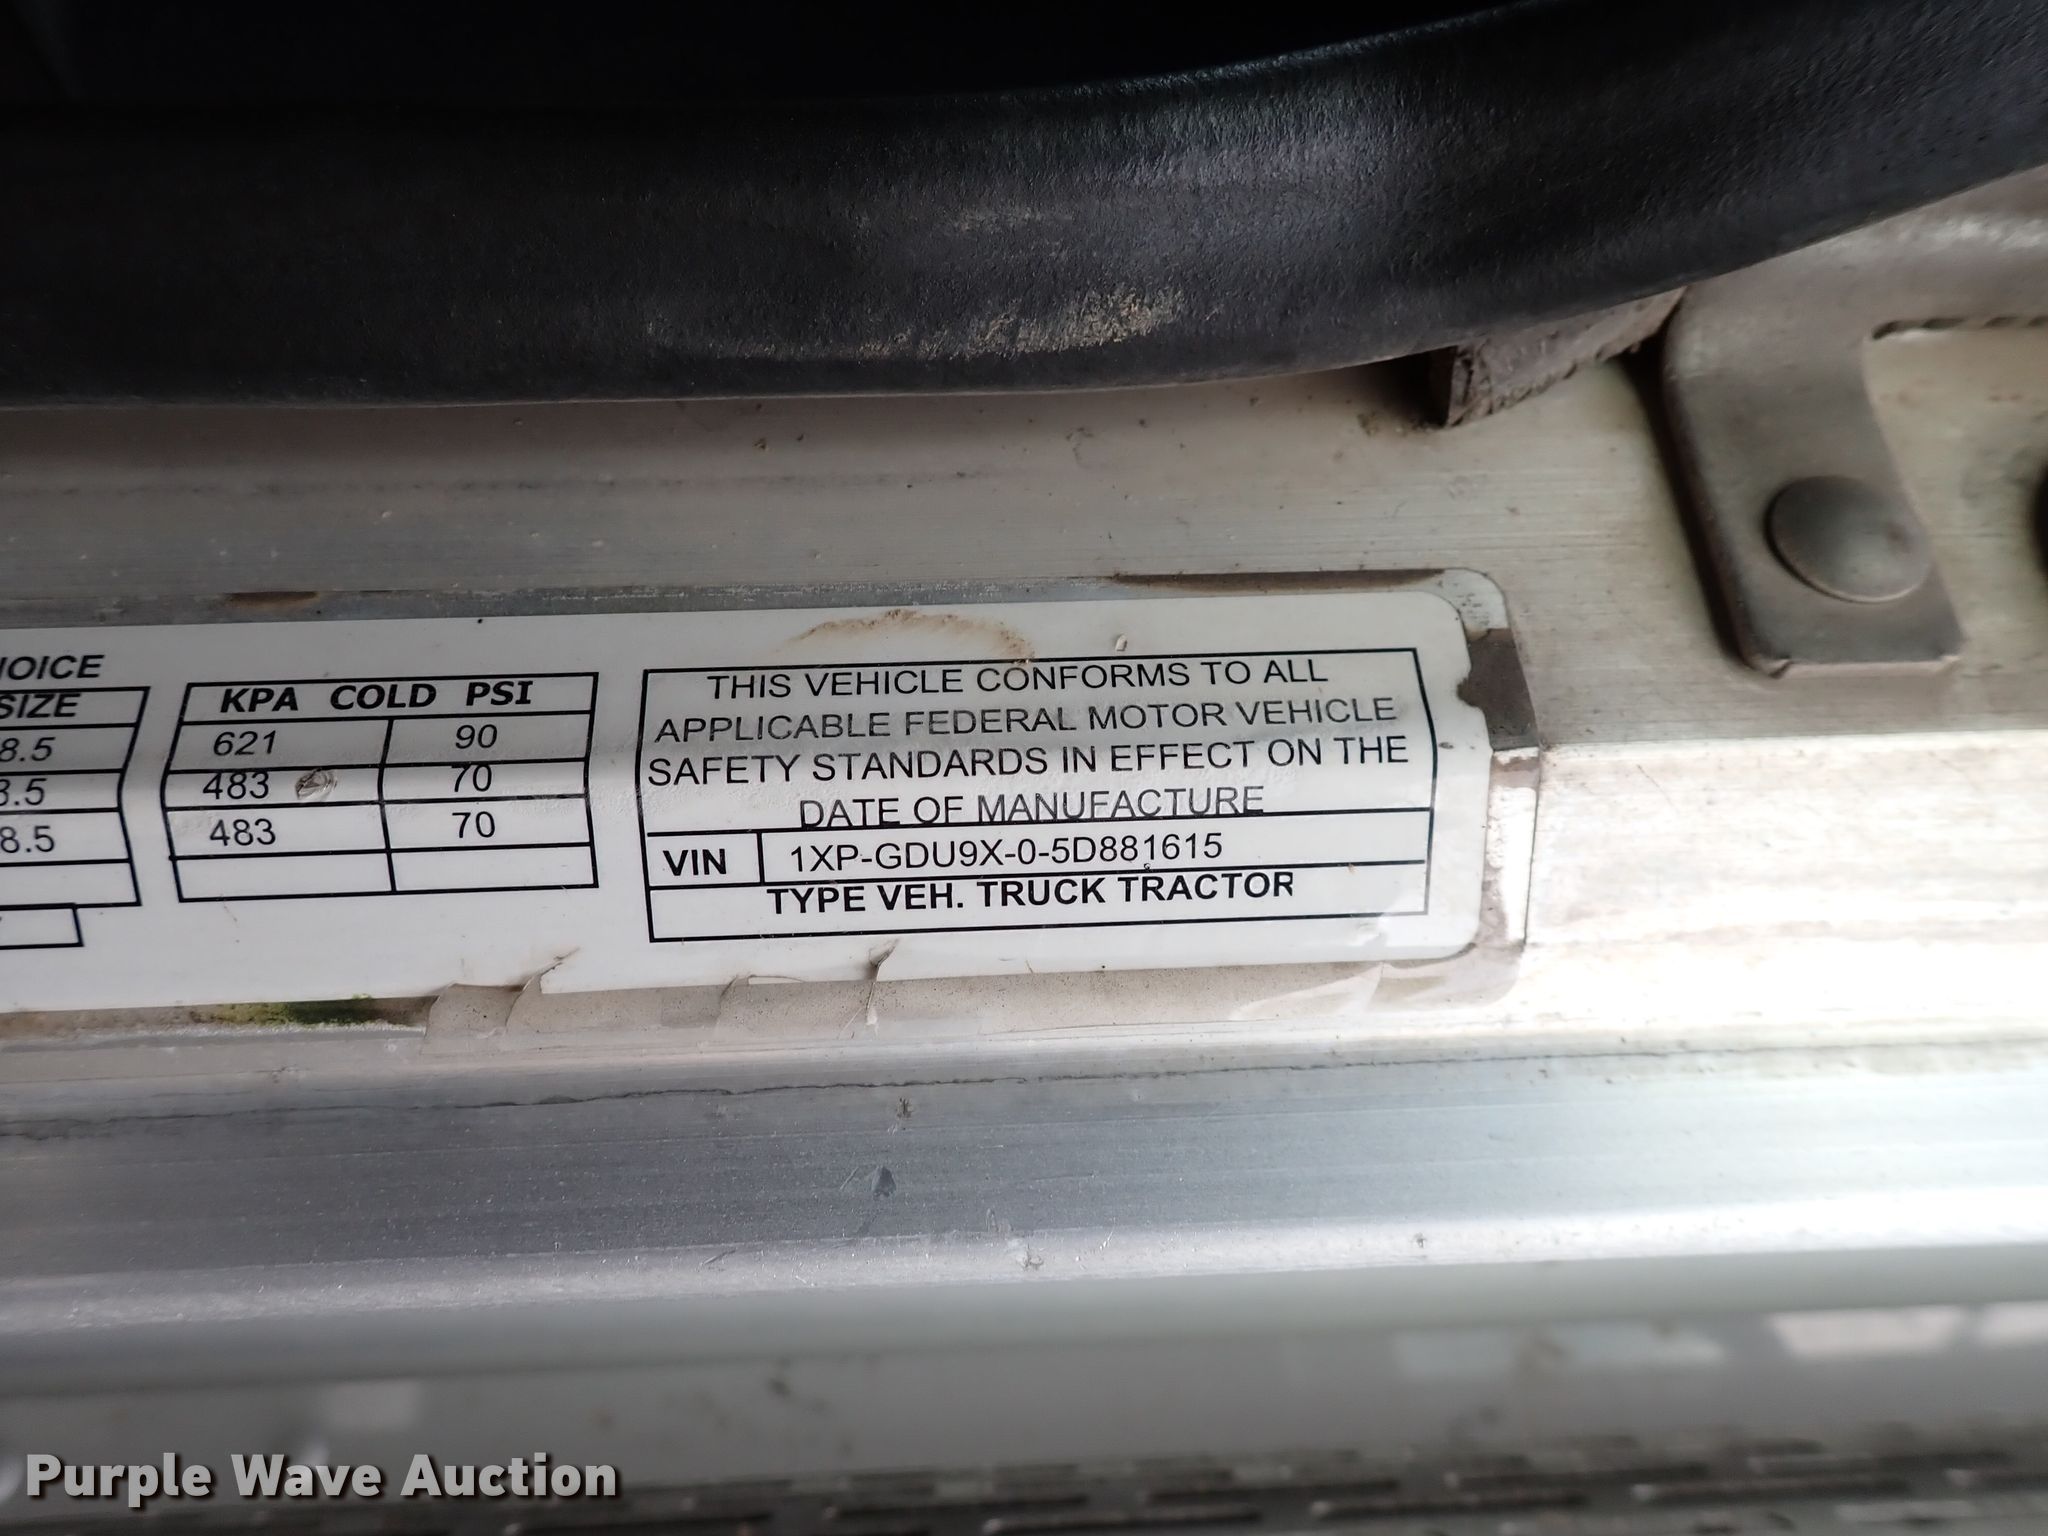 HOICE
SIZE
8.5
8.5
8.5
KPA COLD PSI
621 90
483 70
483 70
THIS VEHICLE CONFORMS TO ALL
APPLICABLE FEDERAL MOTOR VEHICLE
SAFETY STANDARDS IN EFFECT ON THE
DATE OF MANUFACTURE
VIN 1XP-GDU9X-0-5D881615
TYPE VEH. TRUCK TRACTOR
Purple Wave Auction